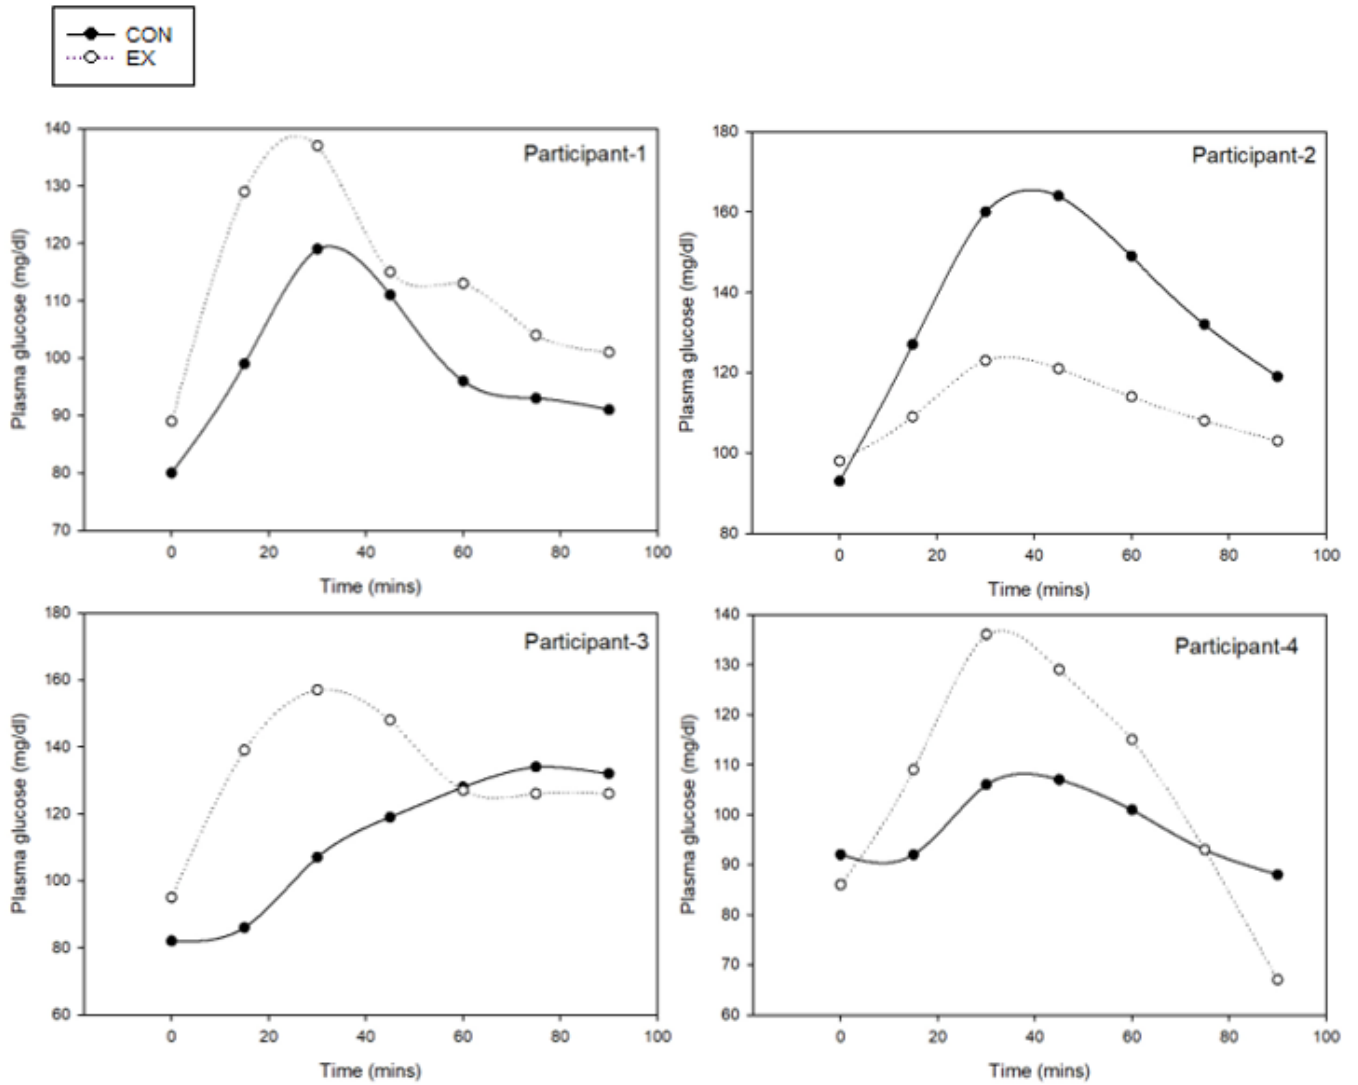 CON
EX
Participant-1
140
130
120
110
100
90
80
70
Plasma glucose (mg/dl)
0 20 40 60 80 100
Time (mins)
Participant-2
180
160
140
120
100
80
Plasma glucose (mg/dl)
0 20 40 60 80 100
Time (mins)
Participant-3
180
160
140
120
100
80
60
Plasma glucose (mg/dl)
0 20 40 60 80 100
Time (mins)
Participant-4
140
130
120
110
100
90
80
70
60
Plasma glucose (mg/dl)
0 20 40 60 80 100
Time (mins)